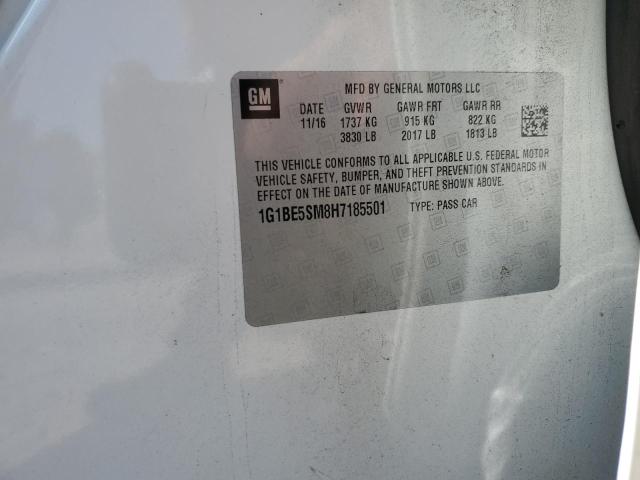 GM
MFD BY GENERAL MOTORS LLC
DATE GVWR GAWR FRT GAWR RR
11/16 1737 KG 915 KG 822 KG
3830 LB 2017 LB 1813 LB
THIS VEHICLE CONFORMS TO ALL APPLICABLE U.S. FEDERAL MOTOR
VEHICLE SAFETY, BUMPER, AND THEFT PREVENTION STANDARDS IN
EFFECT ON THE DATE OF MANUFACTURE SHOWN ABOVE.
1G1BE5SM8H7185501 TYPE: PASS CAR